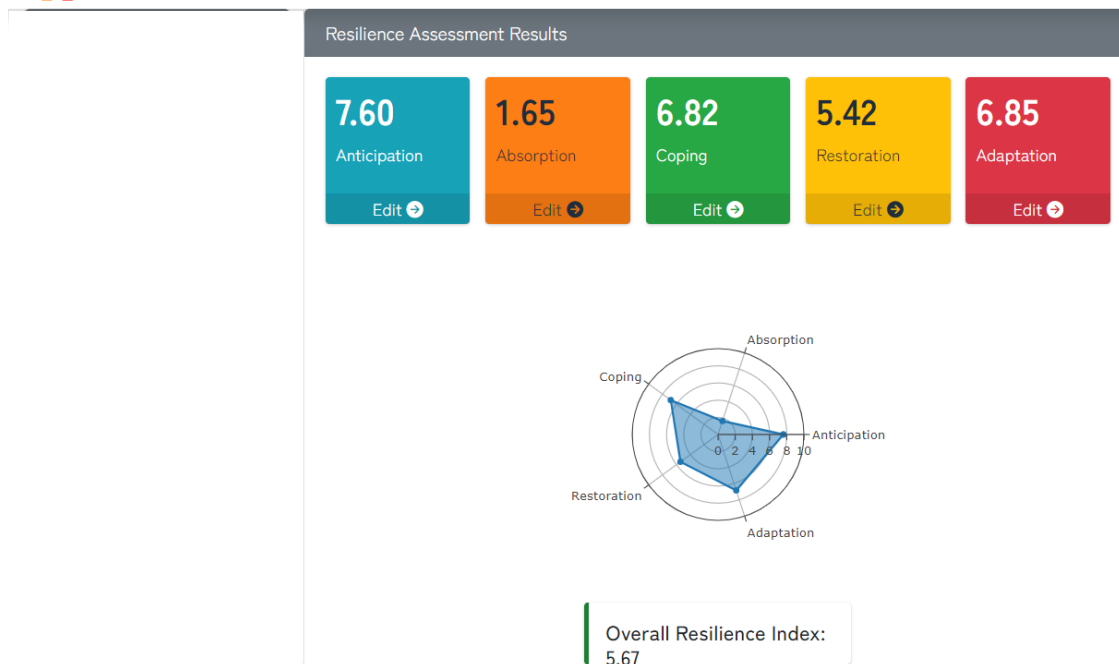 Resilience Assessment Results
7.60
Anticipation
Edit
1.65
Absorption
Edit
6.82
Coping
Edit
5.42
Restoration
Edit
6.85
Adaptation
Edit
Absorption
Coping
Anticipation
0 2 4 6 8 10
Restoration
Adaptation
Overall Resilience Index:
5.67